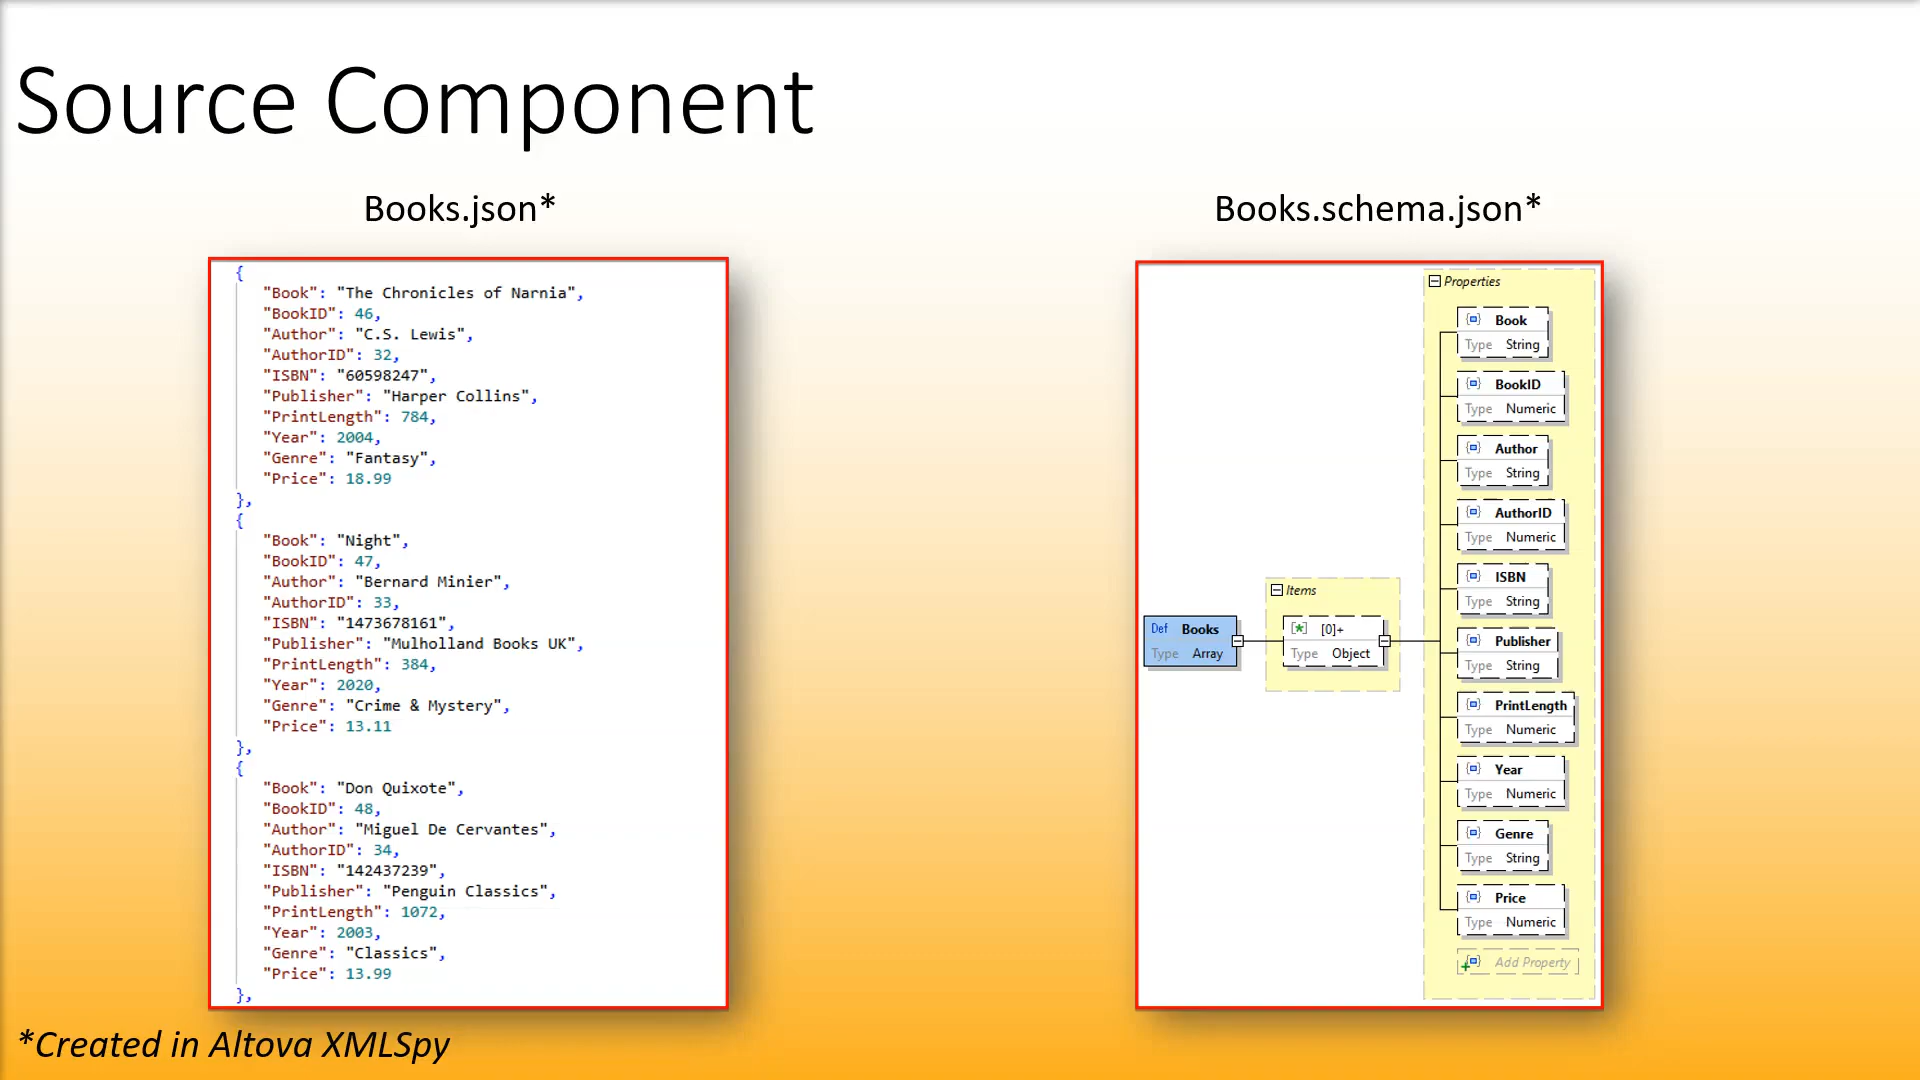 Source Component
Books.json*
{
"Book": "The Chronicles of Narnia",
"BookID": 46,
"Author": "C.S. Lewis",
"AuthorID": 32,
"ISBN": "60598247",
"Publisher": "Harper Collins",
"PrintLength": 784,
"Year": 2004,
"Genre": "Fantasy",
"Price": 18.99
},
{
"Book": "Night",
"BookID": 47,
"Author": "Bernard Minier",
"AuthorID": 33,
"ISBN": "1473678161",
"Publisher": "Mulholland Books UK",
"PrintLength": 384,
"Year": 2020,
"Genre": "Crime & Mystery",
"Price": 13.11
},
{
"Book": "Don Quixote",
"BookID": 48,
"Author": "Miguel De Cervantes",
"AuthorID": 34,
"ISBN": "142437239",
"Publisher": "Penguin Classics",
"PrintLength": 1072,
"Year": 2003,
"Genre": "Classics",
"Price": 13.99
},
Books.schema.json*
Def Books
Type Array
Items
[0]+
Type Object
Properties
Book
Type String
BookID
Type Numeric
Author
Type String
AuthorID
Type Numeric
ISBN
Type String
Publisher
Type String
PrintLength
Type Numeric
Year
Type Numeric
Genre
Type String
Price
Type Numeric
Add Property
*Created in Altova XMLSpy